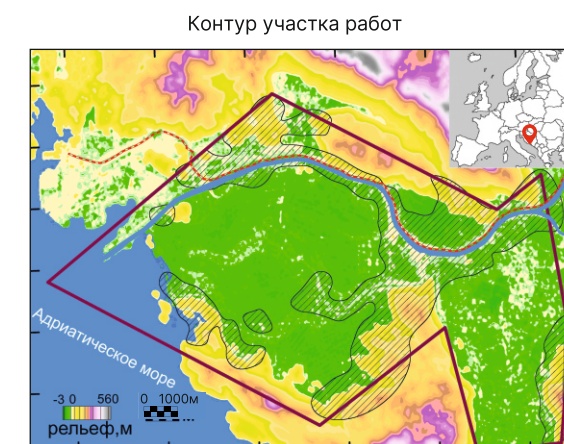 Контур участка работ
Адриатическое море
-3 0 560
0 1000м
рельеф,м